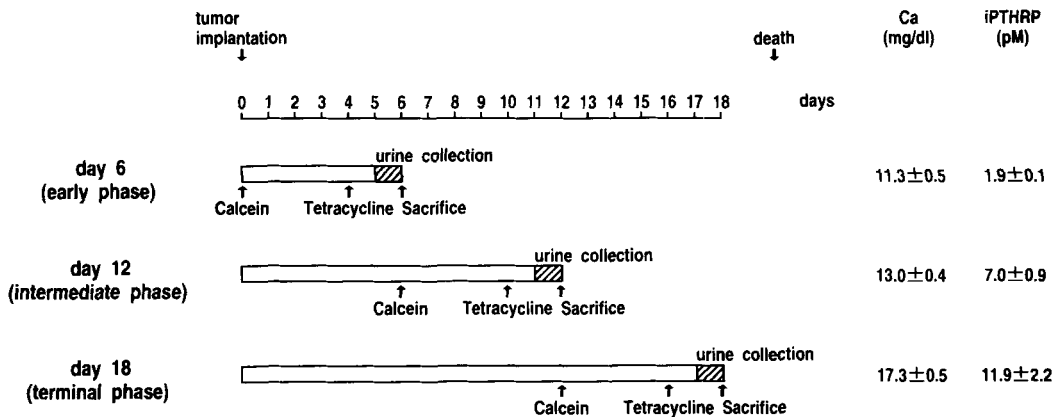 tumor
implantation
death
Ca
(mg/dl)
iPTHRP
(pM)
0 1 2 3 4 5 6 7 8 9 10 11 12 13 14 15 16 17 18 days
day 6
(early phase)
urine collection
Calcein Tetracycline Sacrifice
11.3±0.5 1.9±0.1
day 12
(intermediate phase)
urine collection
Calcein Tetracycline Sacrifice
13.0±0.4 7.0±0.9
day 18
(terminal phase)
urine collection
Calcein Tetracycline Sacrifice
17.3±0.5 11.9±2.2